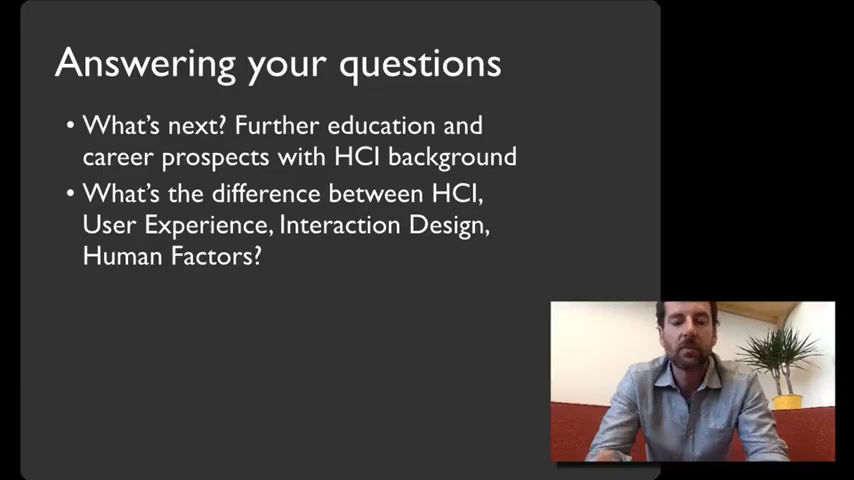 Answering your questions
• What's next? Further education and
career prospects with HCI background
• What's the difference between HCI,
User Experience, Interaction Design,
Human Factors?